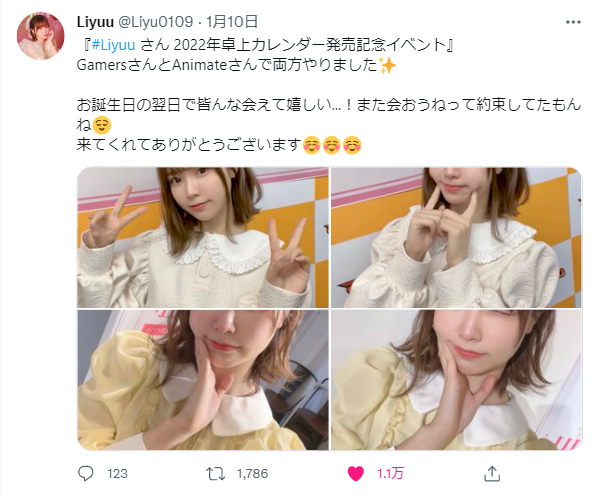 Liyuu @Liyu0109 · 1月10日
『#Liyuu さん 2022年卓上カレンダー発売記念イベント』
GamersさんとAnimateさんで両方やりました✨
お誕生日の翌日で皆んな会えて嬉しい...！また会おうねって約束してたもん
ね😌
来てくれてありがとうございます☺️☺️☺️
123
1,786
1.1万